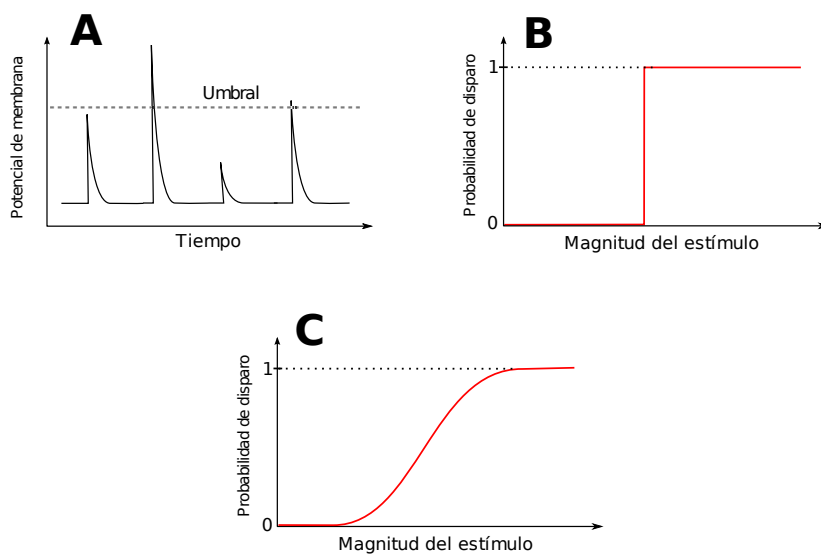 A
Potencial de membrana
Umbral
Tiempo
B
Probabilidad de disparo
1
0
Magnitud del estímulo
C
Probabilidad de disparo
1
0
Magnitud del estímulo